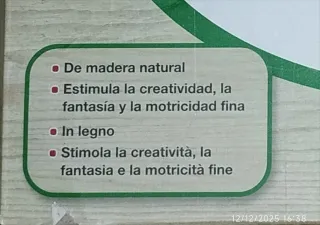 • De madera natural
• Estimula la creatividad, la
fantasía y la motricidad fina
• In legno
• Stimola la creatività, la
fantasia e la motricità fine
12/12/2025 16:38